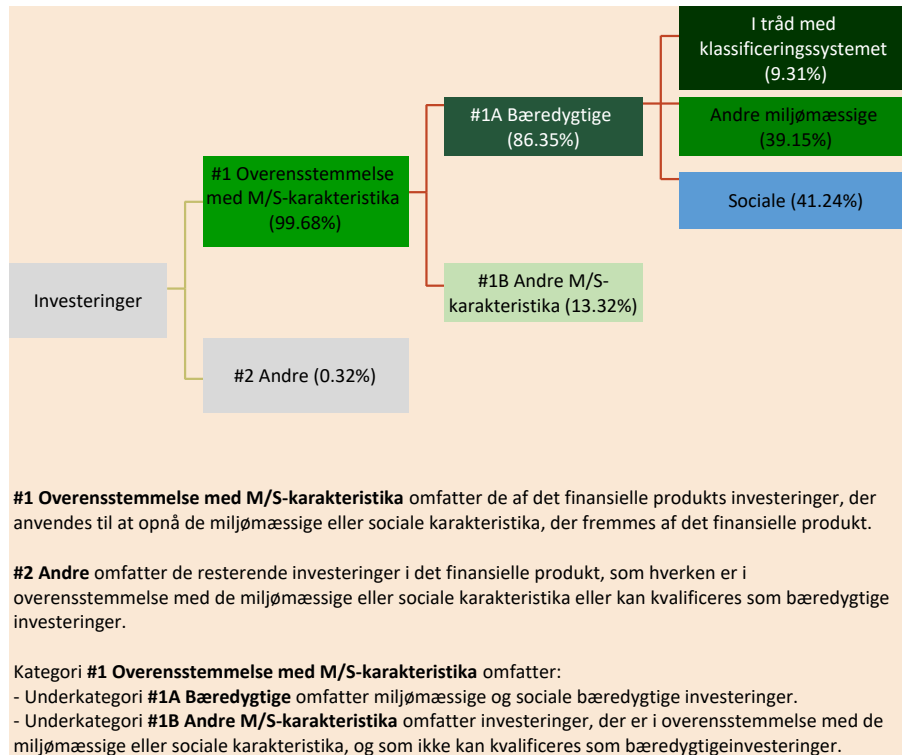 I tråd med
klassificeringssystemet
(9.31%)
#1A Bæredygtige
(86.35%)
Andre miljømæssige
(39.15%)
#1 Overensstemmelse
med M/S-karakteristika
(99.68%)
Sociale (41.24%)
#1B Andre M/S-
karakteristika (13.32%)
Investeringer
#2 Andre (0.32%)
#1 Overensstemmelse med M/S-karakteristika omfatter de af det finansielle produkts investeringer, der
anvendes til at opnå de miljømæssige eller sociale karakteristika, der fremmes af det finansielle produkt.
#2 Andre omfatter de resterende investeringer i det finansielle produkt, som hverken er i
overensstemmelse med de miljømæssige eller sociale karakteristika eller kan kvalificeres som bæredygtige
investeringer.
Kategori #1 Overensstemmelse med M/S-karakteristika omfatter:
- Underkategori #1A Bæredygtige omfatter miljømæssige og sociale bæredygtige investeringer.
- Underkategori #1B Andre M/S-karakteristika omfatter investeringer, der er i overensstemmelse med de
miljømæssige eller sociale karakteristika, og som ikke kan kvalificeres som bæredygtigeinvesteringer.